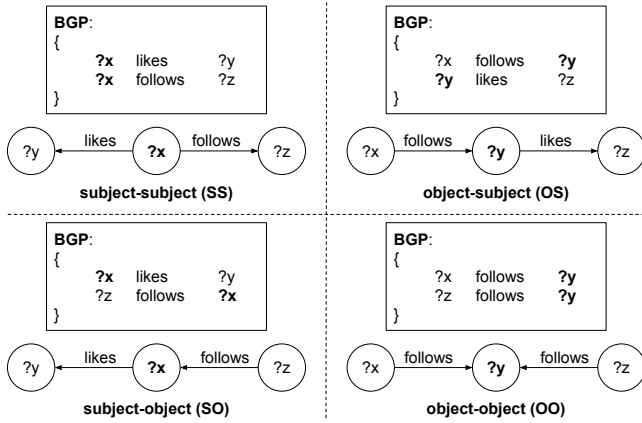 BGP:
{
?x likes ?y
?x follows ?z
}
?y likes ?x follows ?z
subject-subject (SS)
BGP:
{
?x follows ?y
?y likes ?z
}
?x follows ?y likes ?z
object-subject (OS)
BGP:
{
?x likes ?y
?z follows ?x
}
?y likes ?x follows ?z
subject-object (SO)
BGP:
{
?x follows ?y
?z follows ?y
}
?x follows ?y follows ?z
object-object (OO)